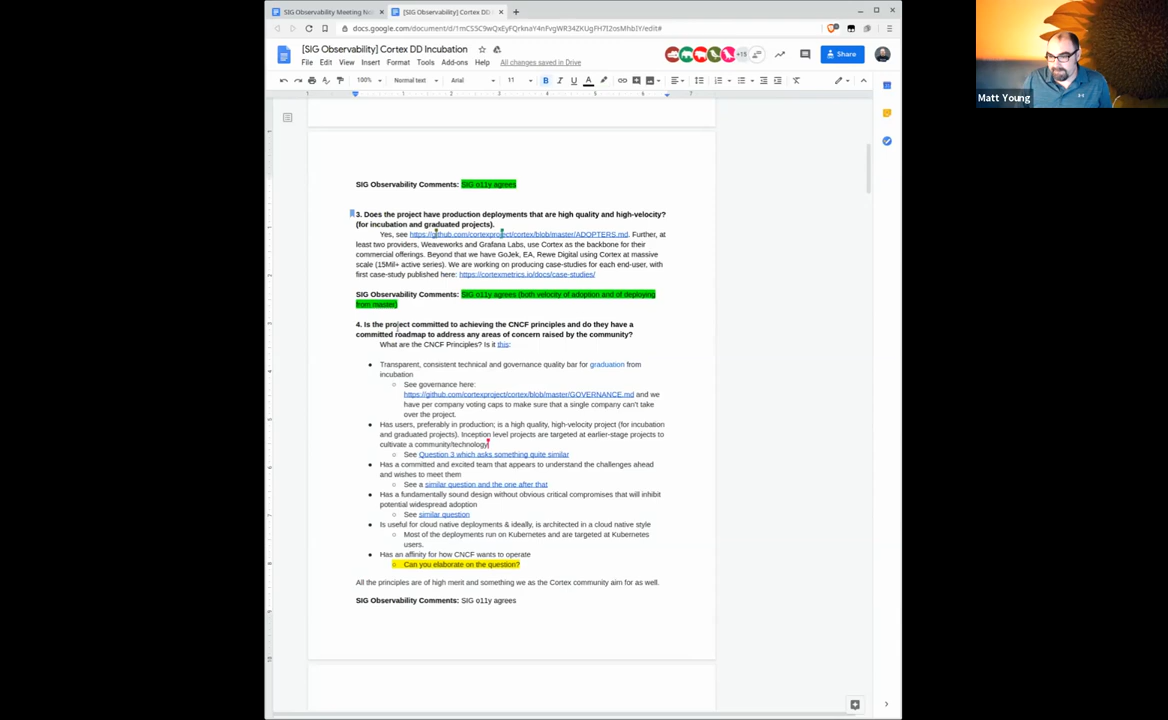 SIG Observability Meeting Not
[SIG Observability] Cortex DD
docs.google.com/document/d/
[SIG Observability] Cortex DD Incubation
File Edit View Insert Format Tools Add-ons Help
All changes saved in Drive
+15
Share
100% Normal text Arial 11 B I U A
1 1 2 3 4 5 6 7
SIG Observability Comments: SIG o11y agrees
3. Does the project have production deployments that are high quality and high-velocity?
(for incubation and graduated projects).
Yes, see https://github.com/cortexproject/cortex/blob/master/ADOPTERS.md. Further, at
least two providers, Weaveworks and Grafana Labs, use Cortex as the backbone for their
commercial offerings. Beyond that we have GoJek, EA, Rewe Digital using Cortex at massive
scale (15Mil+ active series). We are working on producing case-studies for each end-user, with
first case-study published here: https://cortexmetrics.io/docs/case-studies/
SIG Observability Comments: SIG o11y agrees (both velocity of adoption and of deploying
from master)
4. Is the project committed to achieving the CNCF principles and do they have a
committed roadmap to address any areas of concern raised by the community?
What are the CNCF Principles? Is it this:
Transparent, consistent technical and governance quality bar for graduation from
incubation
See governance here:
https://github.com/cortexproject/cortex/blob/master/GOVERNANCE.md and we
have per company voting caps to make sure that a single company can't take
over the project.
Has users, preferably in production; is a high quality, high-velocity project (for incubation
and graduated projects). Inception level projects are targeted at earlier-stage projects to
cultivate a community/technology
See Question 3 which asks something quite similar
Has a committed and excited team that appears to understand the challenges ahead
and wishes to meet them
See a similar question and the one after that
Has a fundamentally sound design without obvious critical compromises that will inhibit
potential widespread adoption
See similar question
Is useful for cloud native deployments & ideally, is architected in a cloud native style
Most of the deployments run on Kubernetes and are targeted at Kubernetes
users.
Has an affinity for how CNCF wants to operate
Can you elaborate on the question?
All the principles are of high merit and something we as the Cortex community aim for as well.
SIG Observability Comments: SIG o11y agrees
Matt Young